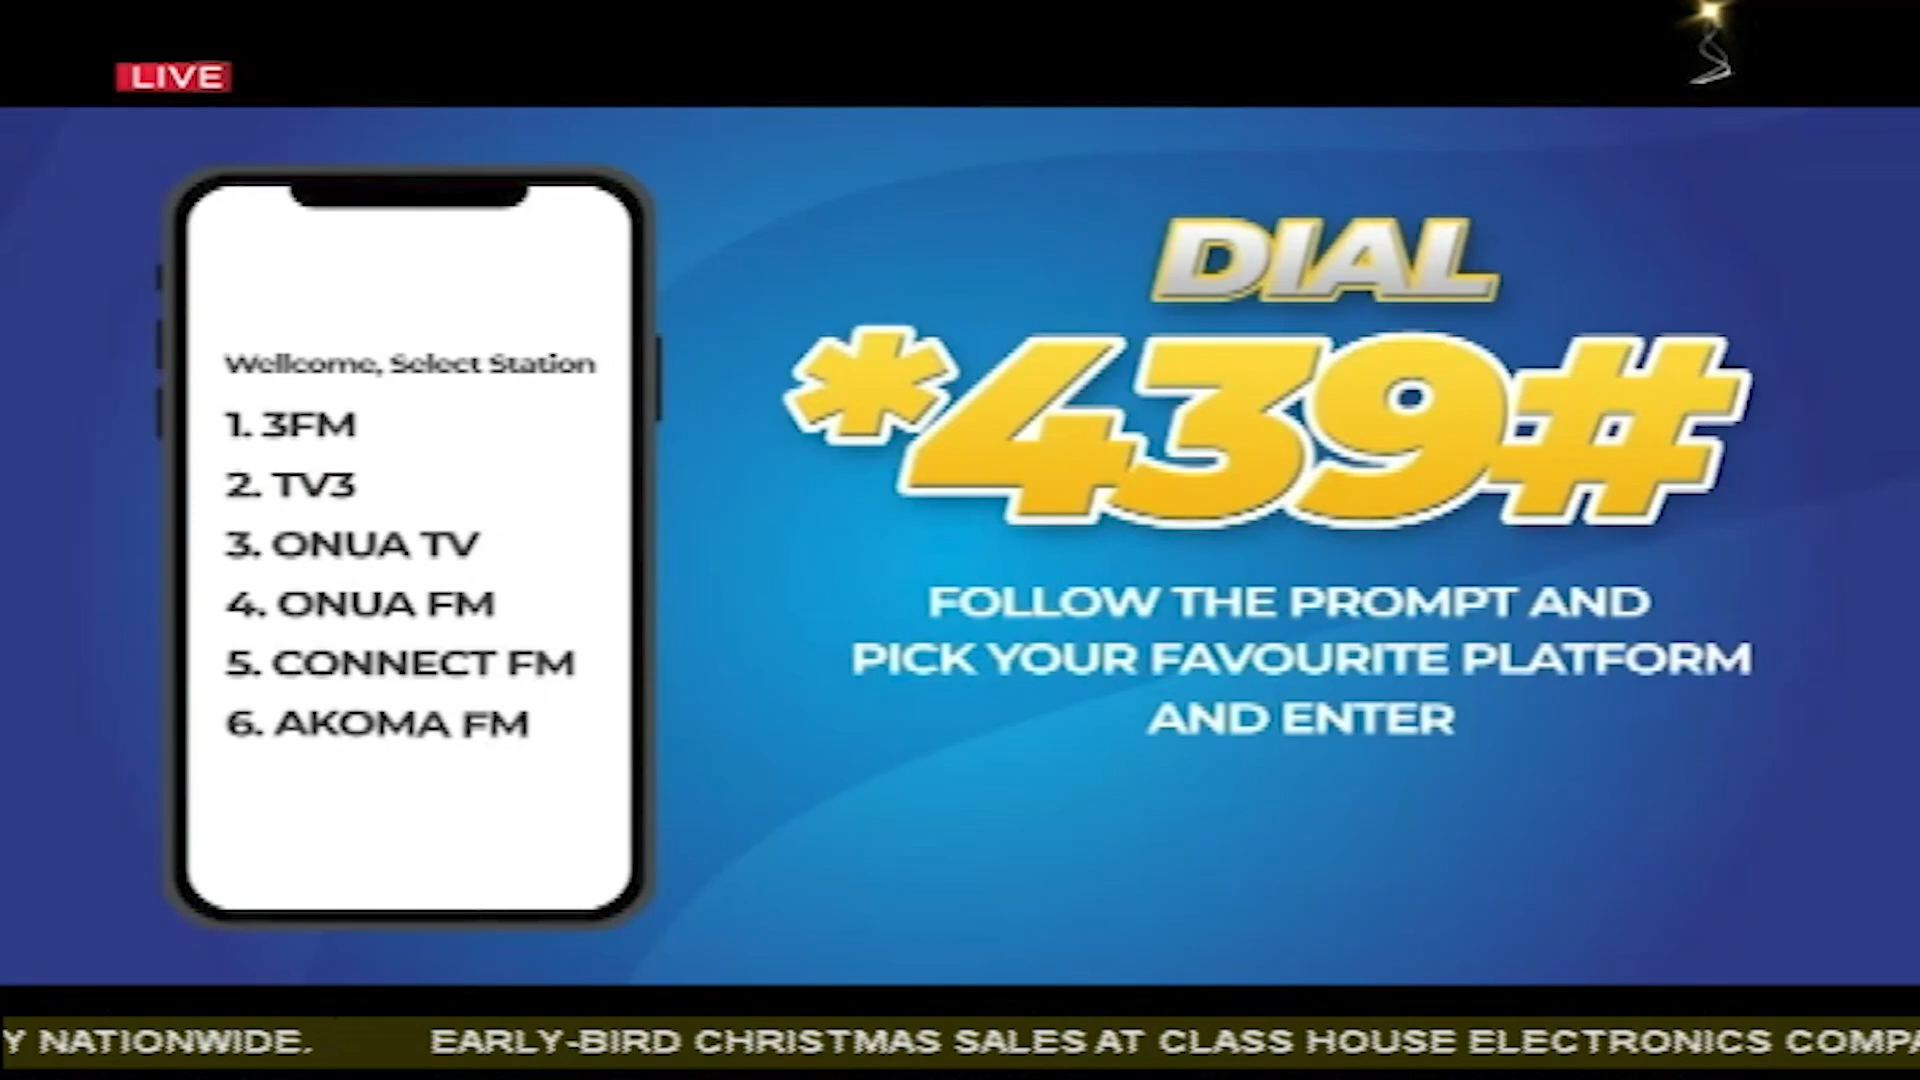 LIVE
Wellcome, Select Station
1. 3FM
2. TV3
3. ONUA TV
4. ONUA FM
5. CONNECT FM
6. AKOMA FM
DIAL
*439#
FOLLOW THE PROMPT AND
PICK YOUR FAVOURITE PLATFORM
AND ENTER
Y NATIONWIDE. EARLY-BIRD CHRISTMAS SALES AT CLASS HOUSE ELECTRONICS COMPA